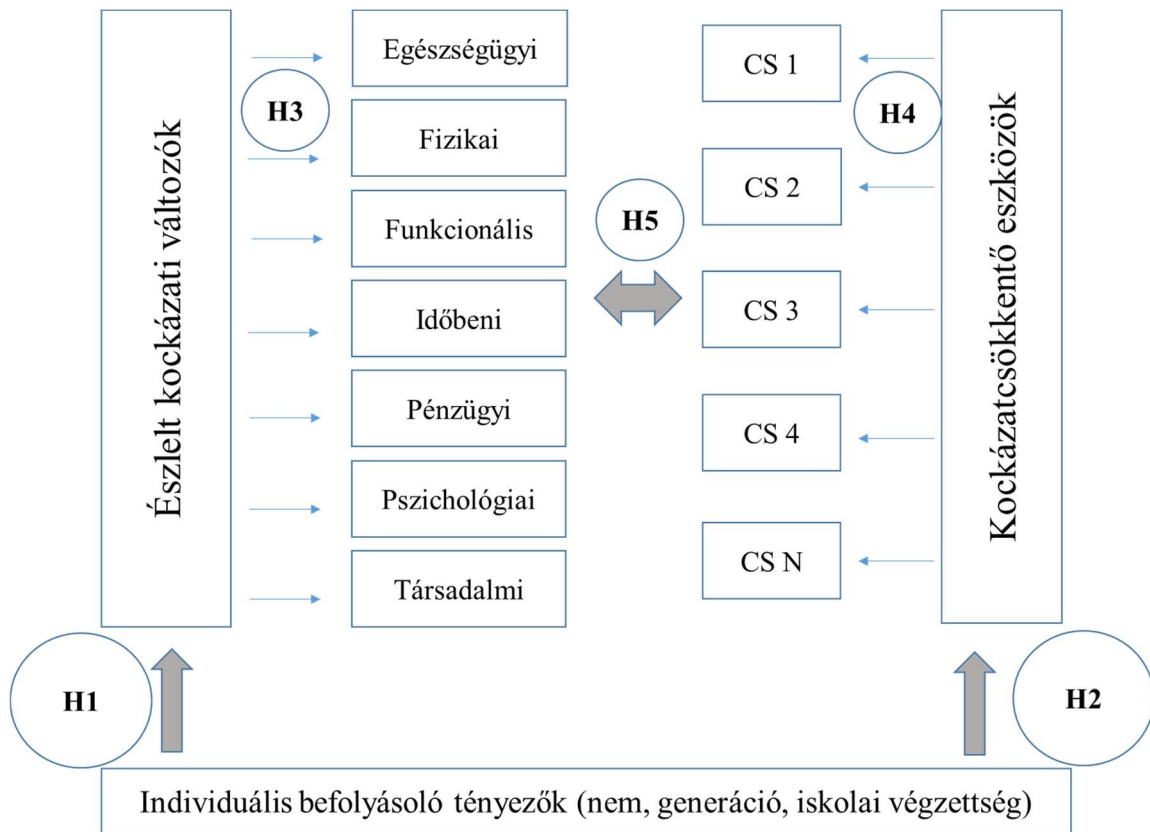 Észlelt kockázati változók
H3
Egészségügyi
Fizikai
Funkcionális
Időbeni
Pénzügyi
Pszichológiai
Társadalmi
H5
CS 1
CS 2
CS 3
CS 4
CS N
H4
Kockázatcsökkentő eszközök
H1
H2
Individuális befolyásoló tényezők (nem, generáció, iskolai végzettség)